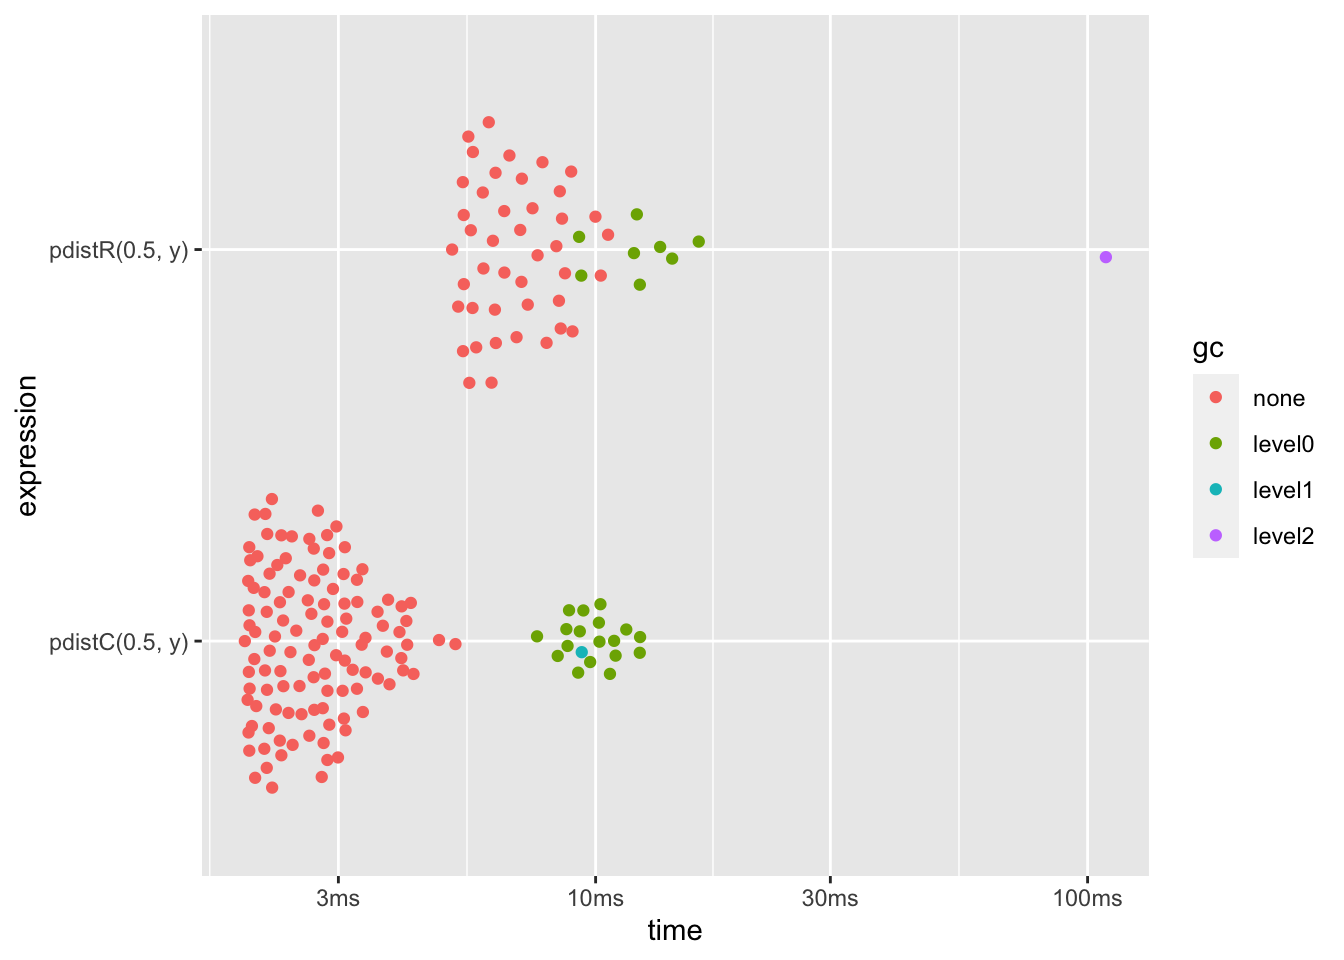 pdistR(0.5, y)
pdistC(0.5, y)
expression
3ms
10ms
30ms
100ms
time
gc
none
level0
level1
level2